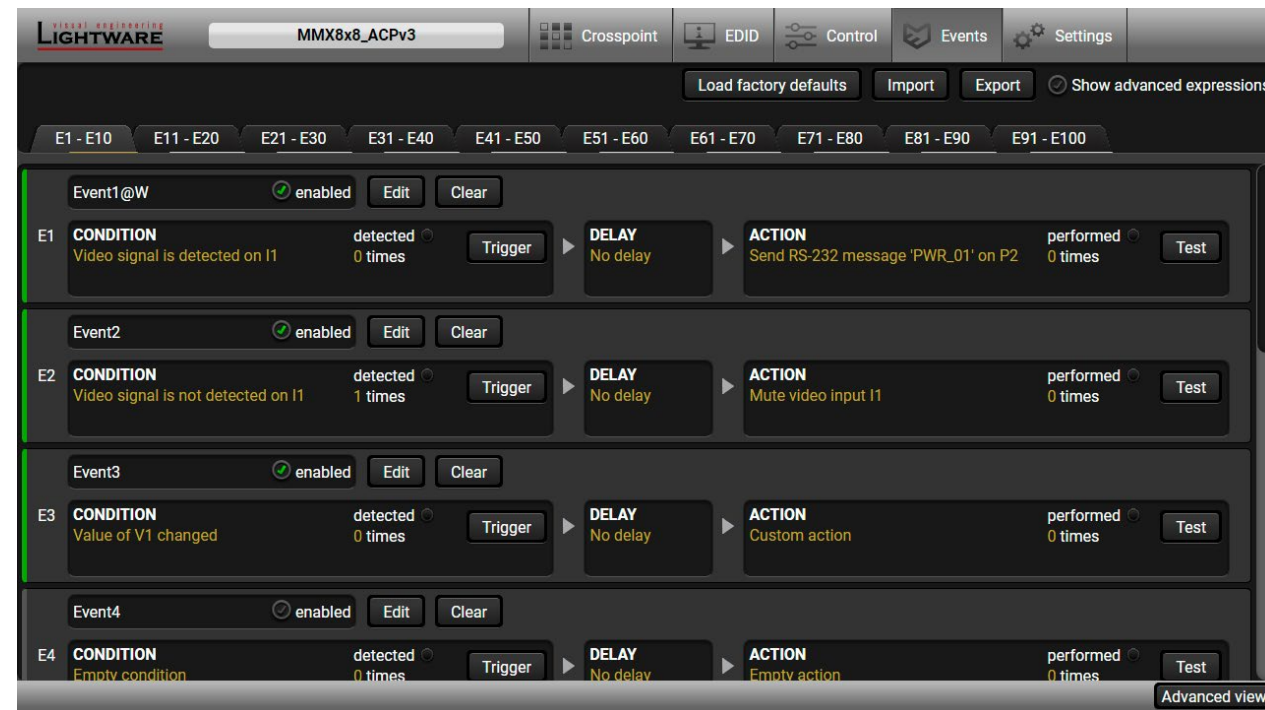 visual engineering
LIGHTWARE
MMX8x8_ACPv3
Crosspoint
EDID
Control
Events
Settings
Load factory defaults
Import
Export
Show advanced expressions
E1 - E10
E11 - E20
E21 - E30
E31 - E40
E41 - E50
E51 - E60
E61 - E70
E71 - E80
E81 - E90
E91 - E100
Event1@W
enabled
Edit
Clear
E1
CONDITION
Video signal is detected on I1
detected
0 times
Trigger
DELAY
No delay
ACTION
Send RS-232 message 'PWR_01' on P2
performed
0 times
Test
Event2
enabled
Edit
Clear
E2
CONDITION
Video signal is not detected on I1
detected
1 times
Trigger
DELAY
No delay
ACTION
Mute video input I1
performed
0 times
Test
Event3
enabled
Edit
Clear
E3
CONDITION
Value of V1 changed
detected
0 times
Trigger
DELAY
No delay
ACTION
Custom action
performed
0 times
Test
Event4
enabled
Edit
Clear
E4
CONDITION
Empty condition
detected
0 times
Trigger
DELAY
No delay
ACTION
Empty action
performed
0 times
Test
Advanced view